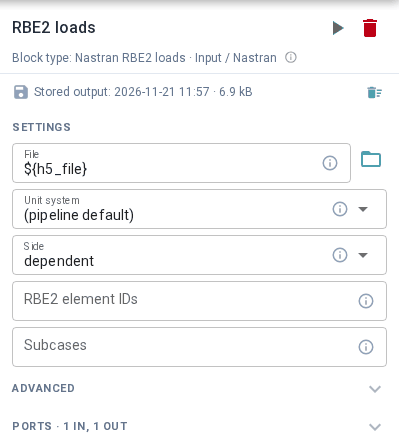 RBE2 loads
Block type: Nastran RBE2 loads · Input / Nastran
Stored output: 2026-11-21 11:57 · 6.9 kB
SETTINGS
File
${h5_file}
Unit system
(pipeline default)
Side
dependent
RBE2 element IDs
Subcases
ADVANCED
PORTS · 1 IN, 1 OUT